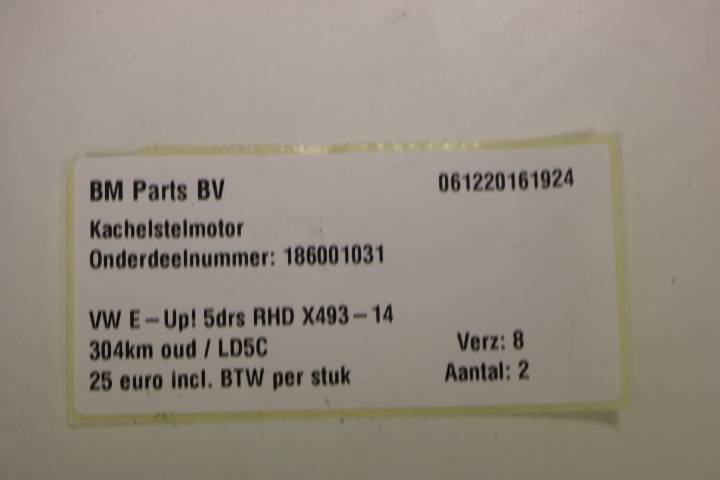 BM Parts BV 061220161924
Kachelstelmotor
Onderdeelnummer: 186001031
VW E-Up! 5drs RHD X493-14
304km oud / LD5C Verz: 8
25 euro incl. BTW per stuk Aantal: 2